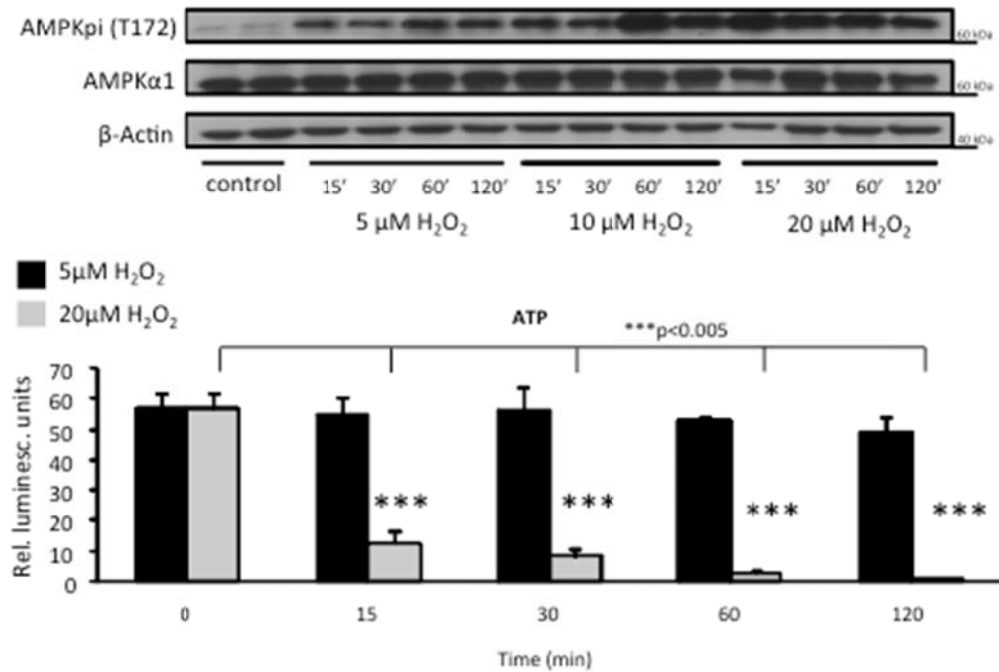 AMPKpi (T172)
60 kDa
AMPKα1
60 kDa
β-Actin
40 kDa
control 15’ 30’ 60’ 120’ 15’ 30’ 60’ 120’ 15’ 30’ 60’ 120’
5 µM H₂O₂ 10 µM H₂O₂ 20 µM H₂O₂
5µM H₂O₂
20µM H₂O₂
ATP
***p<0.005
Rel. luminesc. units
70
60
50
40
30
20
10
0
*** *** *** ***
0 15 30 60 120
Time (min)